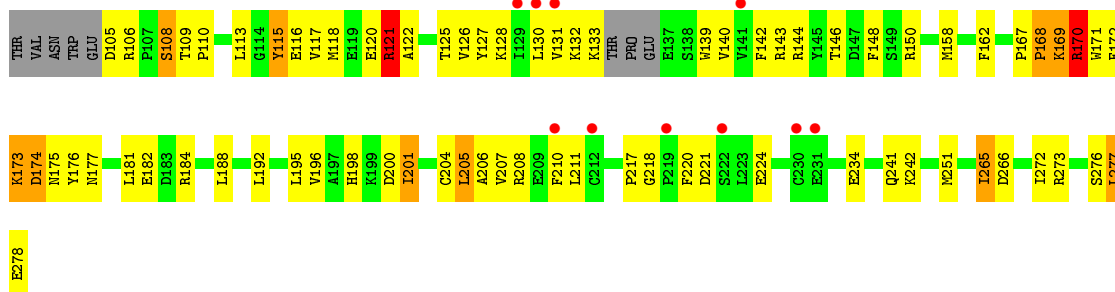 THR VAL ASN TRP GLU D105 R106 P107 S108 T109 P110 L113 G114 Y115 E116 V117 M118 E119 E120 R121 A122 T125 V126 Y127 K128 I129 L130 V131 K132 K133 THR PRO GLU E137 S138 W139 V140 V141 F142 R143 R144 Y145 T146 D147 F148 S149 R150 M158 F162 P167 P168 K169 R170 W171
K173 D174 N175 Y176 N177 L181 E182 D183 R184 L188 L192 L195 V196 A197 H198 K199 D200 I201 C204 L205 A206 V207 R208 E209 F210 L211 C212 P217 G218 P219 F220 D221 S222 L223 E224 C230 E231 E234 Q241 K242 M251 I265 D266 I272 R273 S276 L277
E278